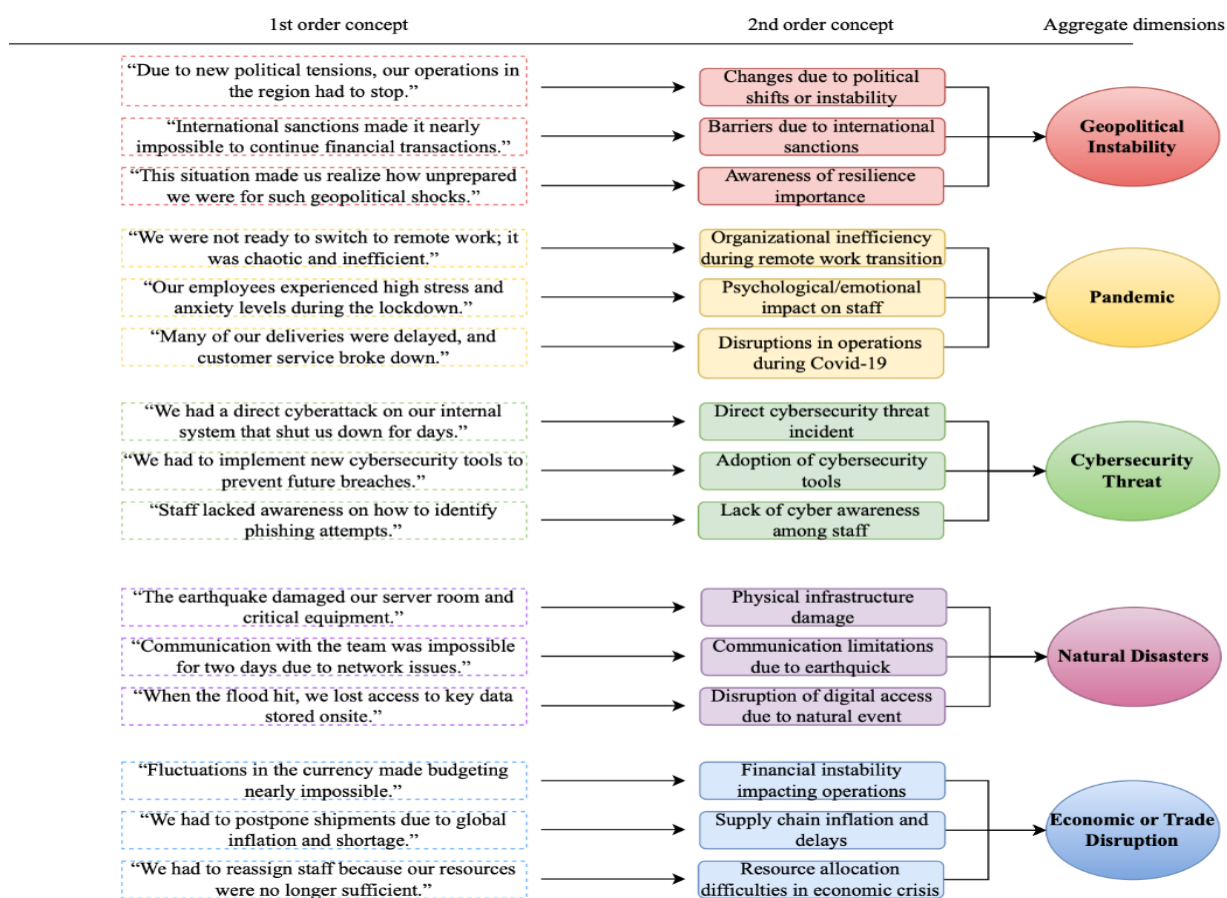 1st order concept
2nd order concept
Aggregate dimensions
“Due to new political tensions, our operations in
the region had to stop.”
Changes due to political
shifts or instability
“International sanctions made it nearly
impossible to continue financial transactions.”
Barriers due to international
sanctions
“This situation made us realize how unprepared
we were for such geopolitical shocks.”
Awareness of resilience
importance
Geopolitical
Instability
“We were not ready to switch to remote work; it
was chaotic and inefficient.”
Organizational inefficiency
during remote work transition
“Our employees experienced high stress and
anxiety levels during the lockdown.”
Psychological/emotional
impact on staff
“Many of our deliveries were delayed, and
customer service broke down.”
Disruptions in operations
during Covid-19
Pandemic
“We had a direct cyberattack on our internal
system that shut us down for days.”
Direct cybersecurity threat
incident
“We had to implement new cybersecurity tools to
prevent future breaches.”
Adoption of cybersecurity
tools
“Staff lacked awareness on how to identify
phishing attempts.”
Lack of cyber awareness
among staff
Cybersecurity
Threat
“The earthquake damaged our server room and
critical equipment.”
Physical infrastructure
damage
“Communication with the team was impossible
for two days due to network issues.”
Communication limitations
due to earthquick
“When the flood hit, we lost access to key data
stored onsite.”
Disruption of digital access
due to natural event
Natural Disasters
“Fluctuations in the currency made budgeting
nearly impossible.”
Financial instability
impacting operations
“We had to postpone shipments due to global
inflation and shortage.”
Supply chain inflation and
delays
“We had to reassign staff because our resources
were no longer sufficient.”
Resource allocation
difficulties in economic crisis
Economic or Trade
Disruption